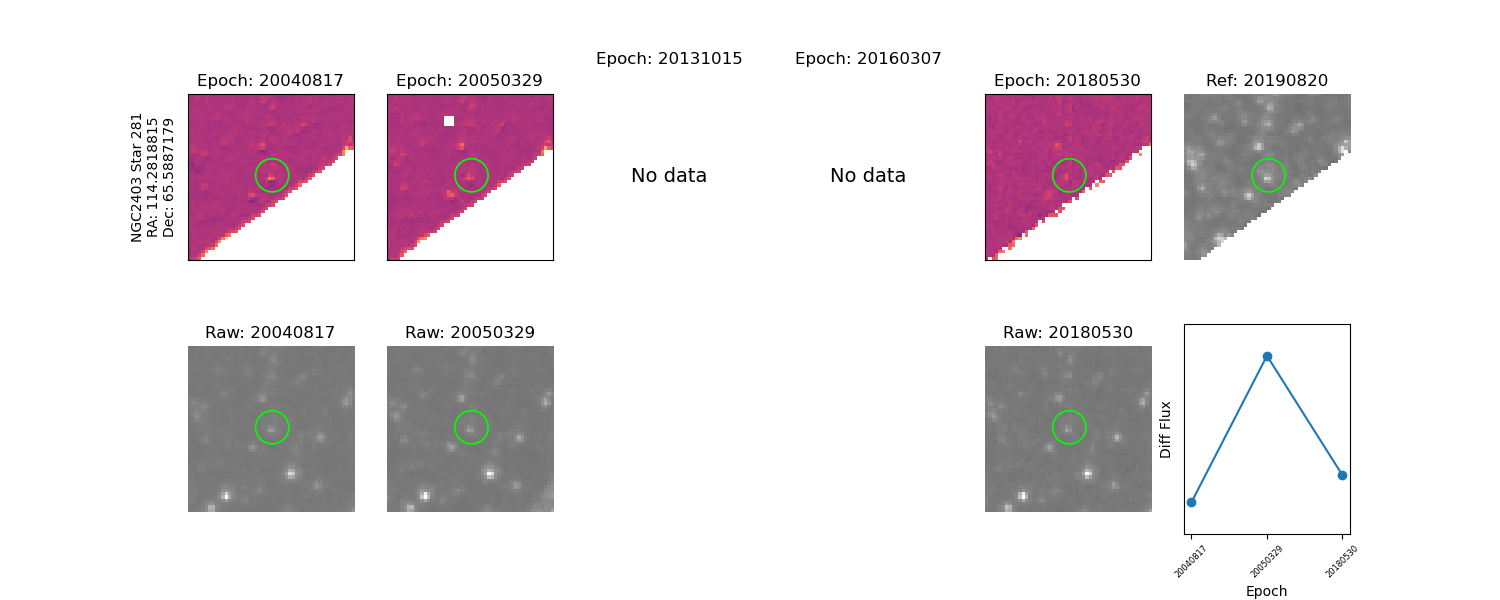 NGC2403 Star 281
RA: 114.2818815
Dec: 65.5887179
Epoch: 20040817
Epoch: 20050329
Epoch: 20131015
No data
Epoch: 20160307
No data
Epoch: 20180530
Ref: 20190820
Raw: 20040817
Raw: 20050329
Raw: 20180530
Diff Flux
20040817
20050329
20180530
Epoch